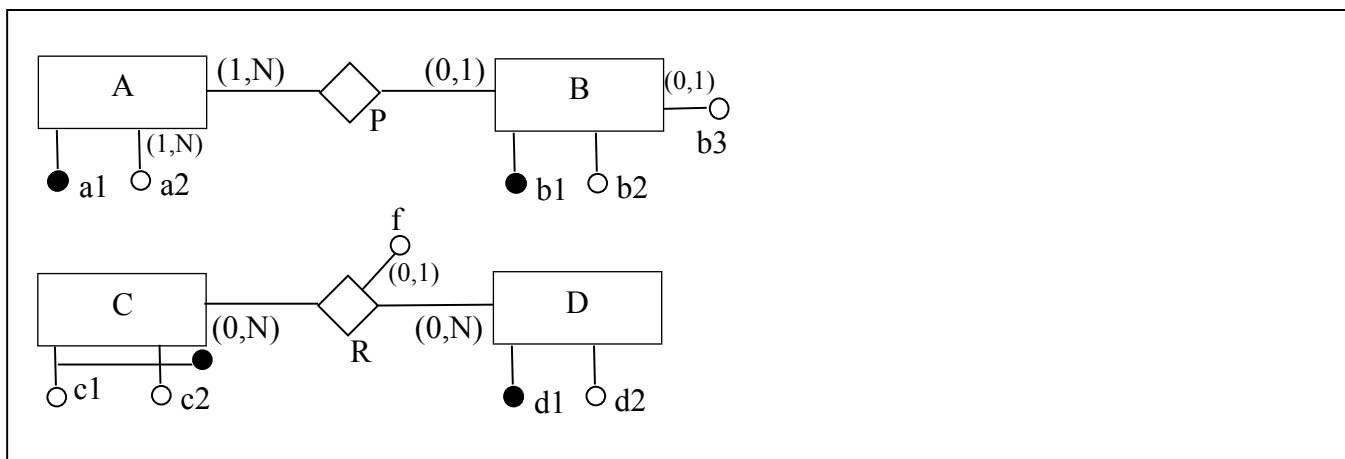 A (1,N) P (0,1) B (0,1) b3
(1,N)
a1 a2 b1 b2
f
(0,1)
C (0,N) R (0,N) D
c1 c2 d1 d2